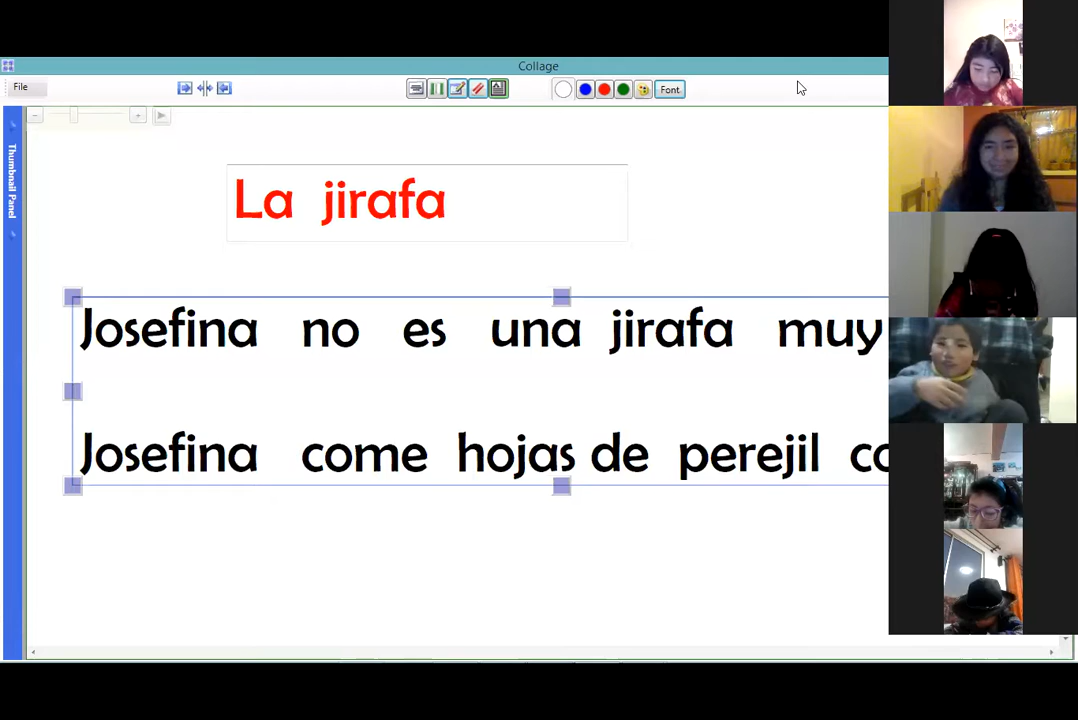 Collage
File
Font
Thumbnail Panel
La jirafa
Josefina no es una jirafa muy
Josefina come hojas de perejil